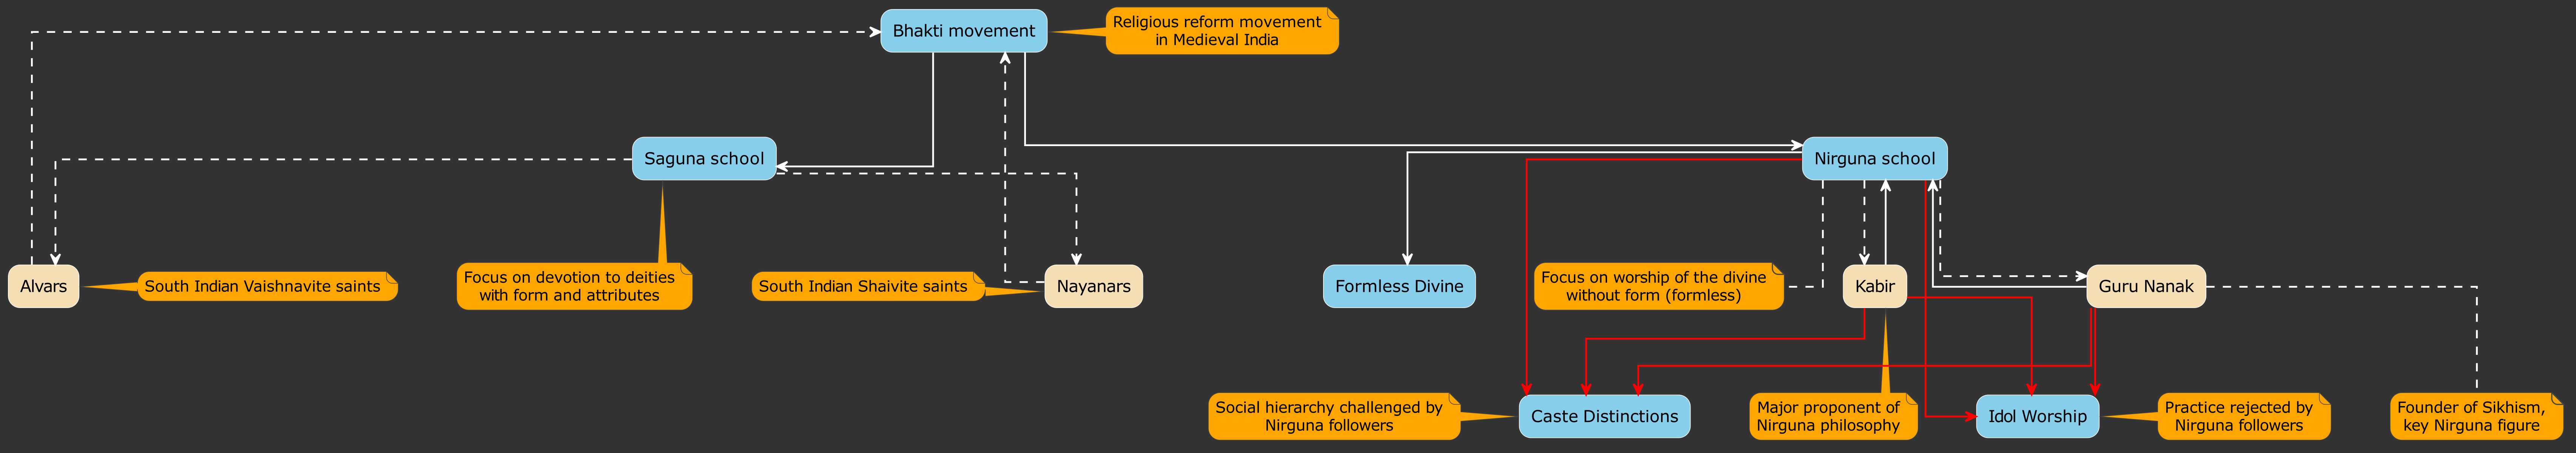 Bhakti movement
Religious reform movement
in Medieval India
Saguna school
Nirguna school
Alvars
South Indian Vaishnavite saints
Focus on devotion to deities
with form and attributes
South Indian Shaivite saints
Nayanars
Formless Divine
Focus on worship of the divine
without form (formless)
Kabir
Guru Nanak
Social hierarchy challenged by
Nirguna followers
Caste Distinctions
Major proponent of
Nirguna philosophy
Idol Worship
Practice rejected by
Nirguna followers
Founder of Sikhism,
key Nirguna figure